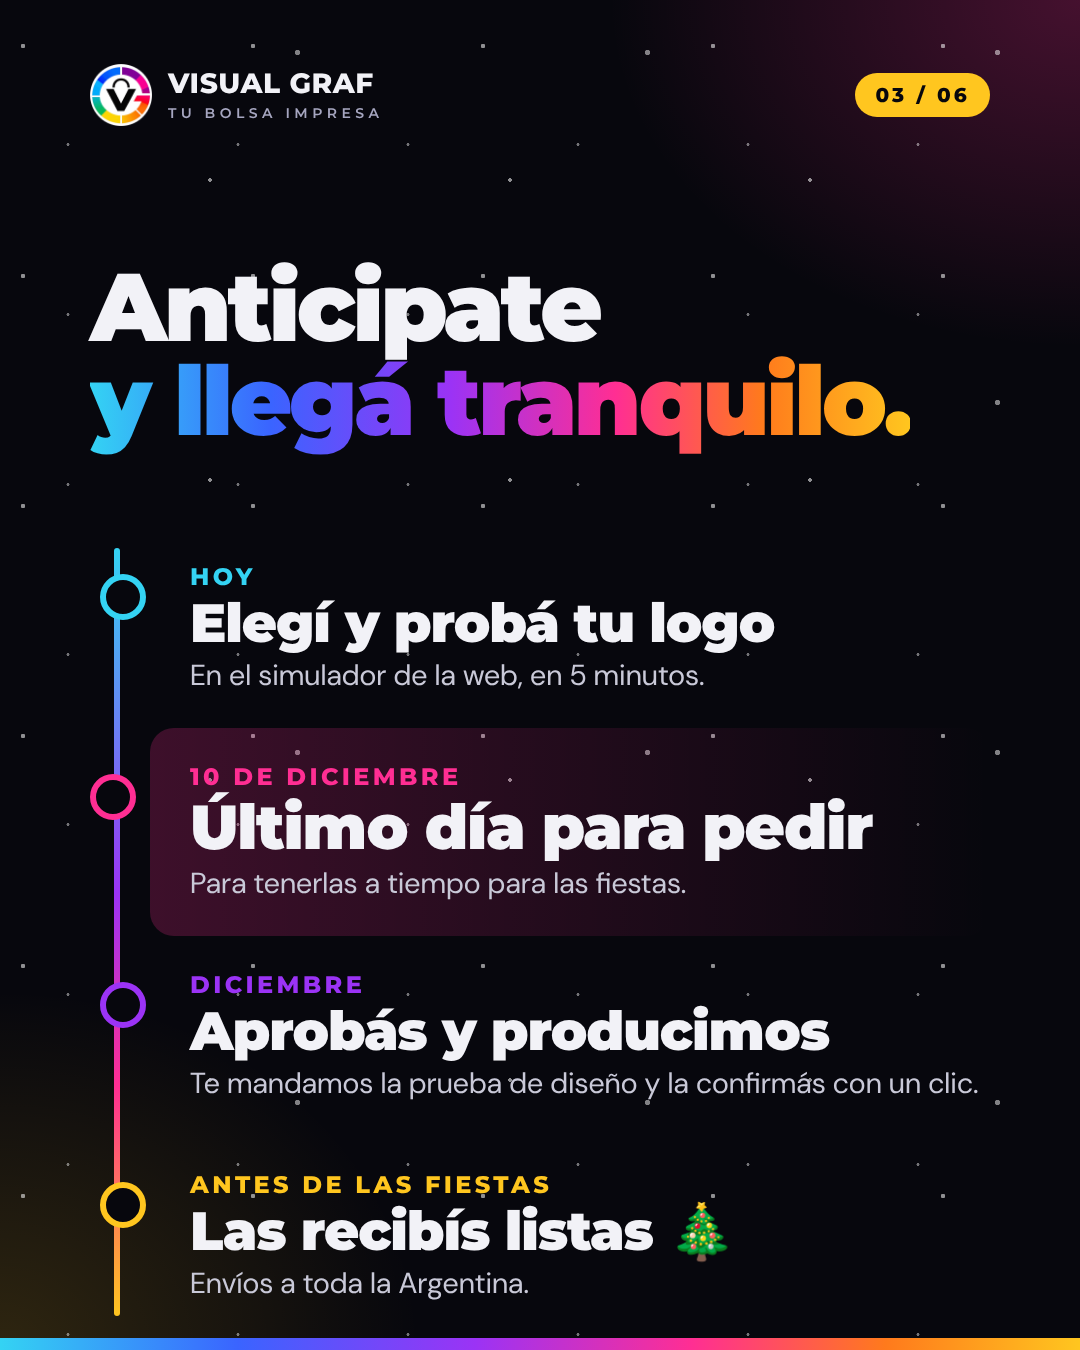 VISUAL GRAF
TU BOLSA IMPRESA
03 / 06
Anticipate
y llegá tranquilo.
HOY
Elegí y probá tu logo
En el simulador de la web, en 5 minutos.
10 DE DICIEMBRE
Último día para pedir
Para tenerlas a tiempo para las fiestas.
DICIEMBRE
Aprobás y producimos
Te mandamos la prueba de diseño y la confirmás con un clic.
ANTES DE LAS FIESTAS
Las recibís listas 🎄
Envíos a toda la Argentina.